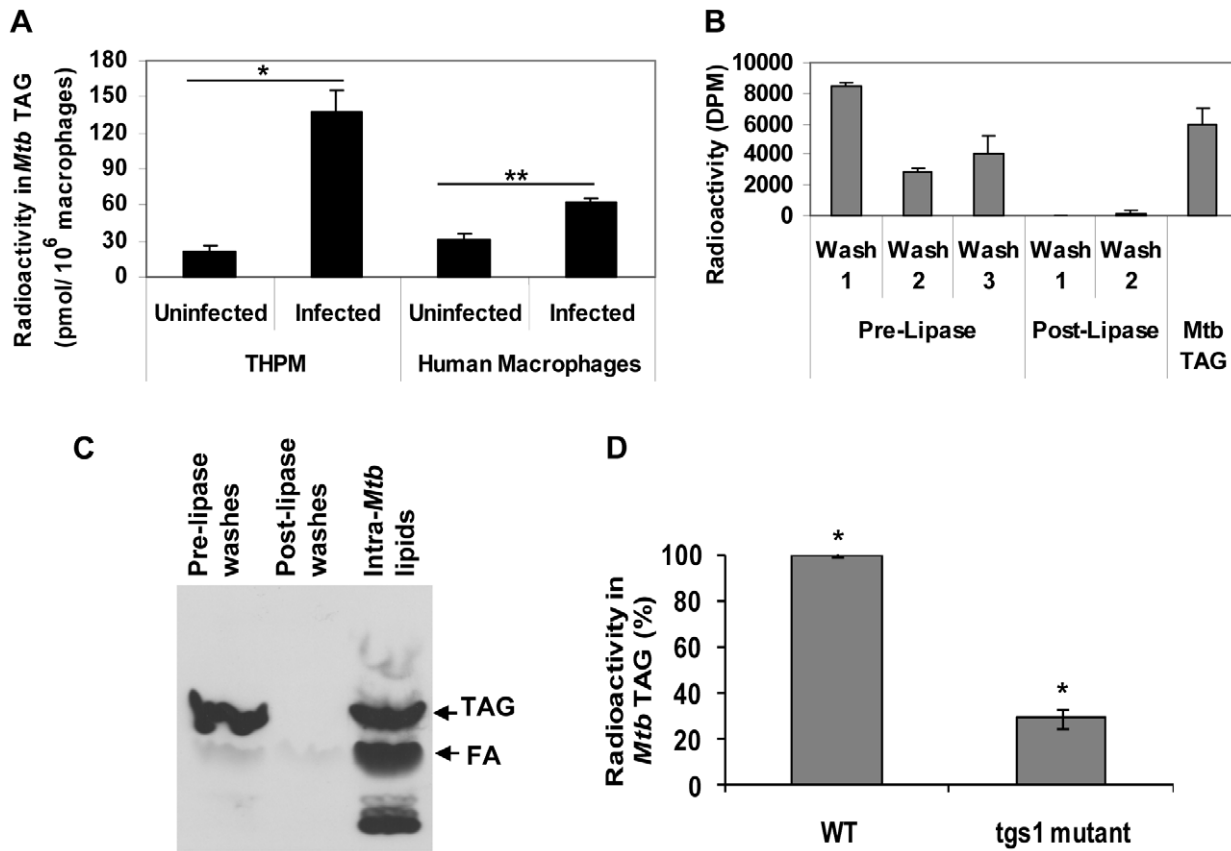 A
Radioactivity in Mtb TAG
(pmol/ 10^6 macrophages)
180
150
120
90
60
30
0
*
**
Uninfected Infected Uninfected Infected
THPM Human Macrophages
B
Radioactivity (DPM)
10000
8000
6000
4000
2000
0
Wash 1
Wash 2
Wash 3
Wash 1
Wash 2
Pre-Lipase Post-Lipase
Mtb
TAG
C
Pre-lipase
washes
Post-lipase
washes
Intra-Mtb
lipids
TAG
FA
D
Radioactivity in
Mtb TAG (%)
100
80
60
40
20
0
*
*
WT tgs1 mutant